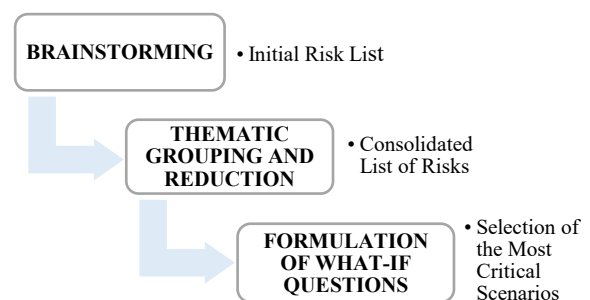 BRAINSTORMING
• Initial Risk List
THEMATIC
GROUPING AND
REDUCTION
• Consolidated
List of Risks
FORMULATION
OF WHAT-IF
QUESTIONS
• Selection of
the Most
Critical
Scenarios